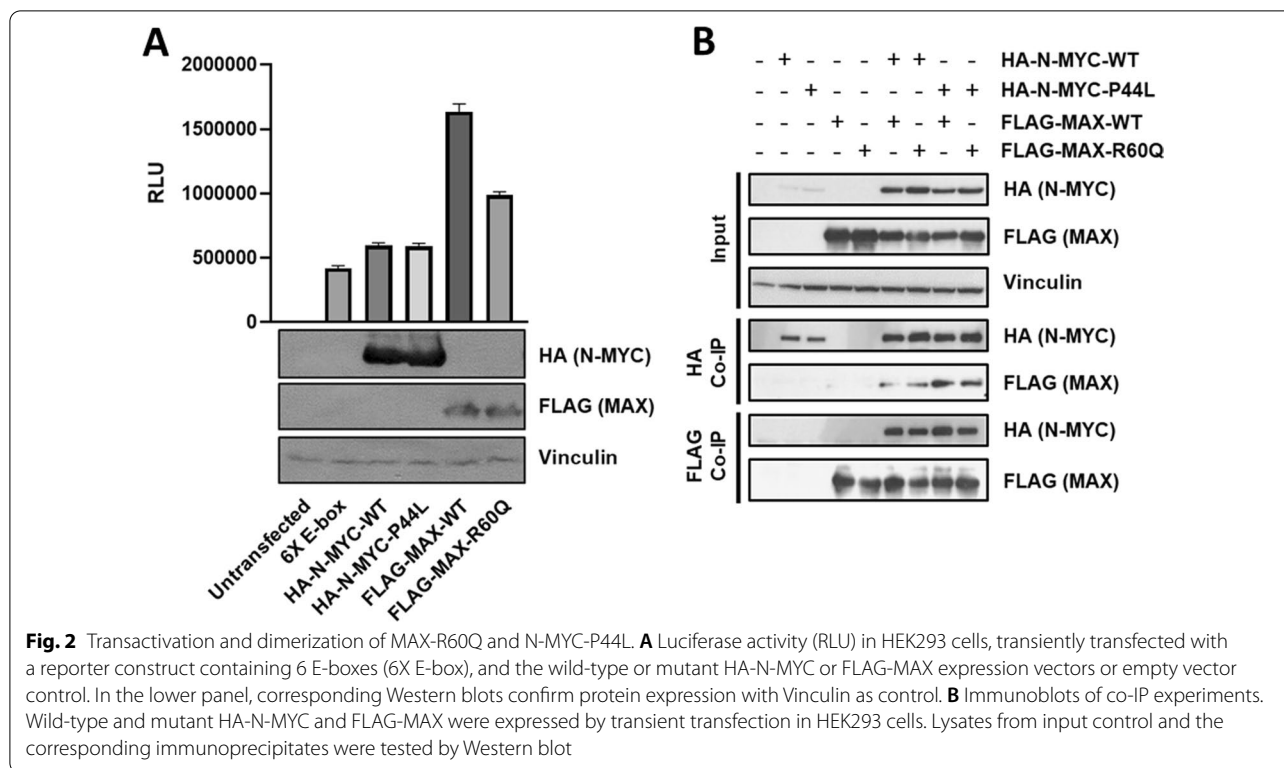 A
2000000
1500000
1000000
500000
0
RLU
HA (N-MYC)
FLAG (MAX)
Vinculin
Untransfected
6X E-box
HA-N-MYC-WT
HA-N-MYC-P44L
FLAG-MAX-WT
FLAG-MAX-R60Q
B
- + - - - + + - - HA-N-MYC-WT
- - + - - - - + + HA-N-MYC-P44L
- - - + - + - + - FLAG-MAX-WT
- - - - + - + - + FLAG-MAX-R60Q
Input
HA (N-MYC)
FLAG (MAX)
Vinculin
HA
Co-IP
HA (N-MYC)
FLAG (MAX)
FLAG
Co-IP
HA (N-MYC)
FLAG (MAX)
Fig. 2 Transactivation and dimerization of MAX-R60Q and N-MYC-P44L. A Luciferase activity (RLU) in HEK293 cells, transiently transfected with
a reporter construct containing 6 E-boxes (6X E-box), and the wild-type or mutant HA-N-MYC or FLAG-MAX expression vectors or empty vector
control. In the lower panel, corresponding Western blots confirm protein expression with Vinculin as control. B Immunoblots of co-IP experiments.
Wild-type and mutant HA-N-MYC and FLAG-MAX were expressed by transient transfection in HEK293 cells. Lysates from input control and the
corresponding immunoprecipitates were tested by Western blot